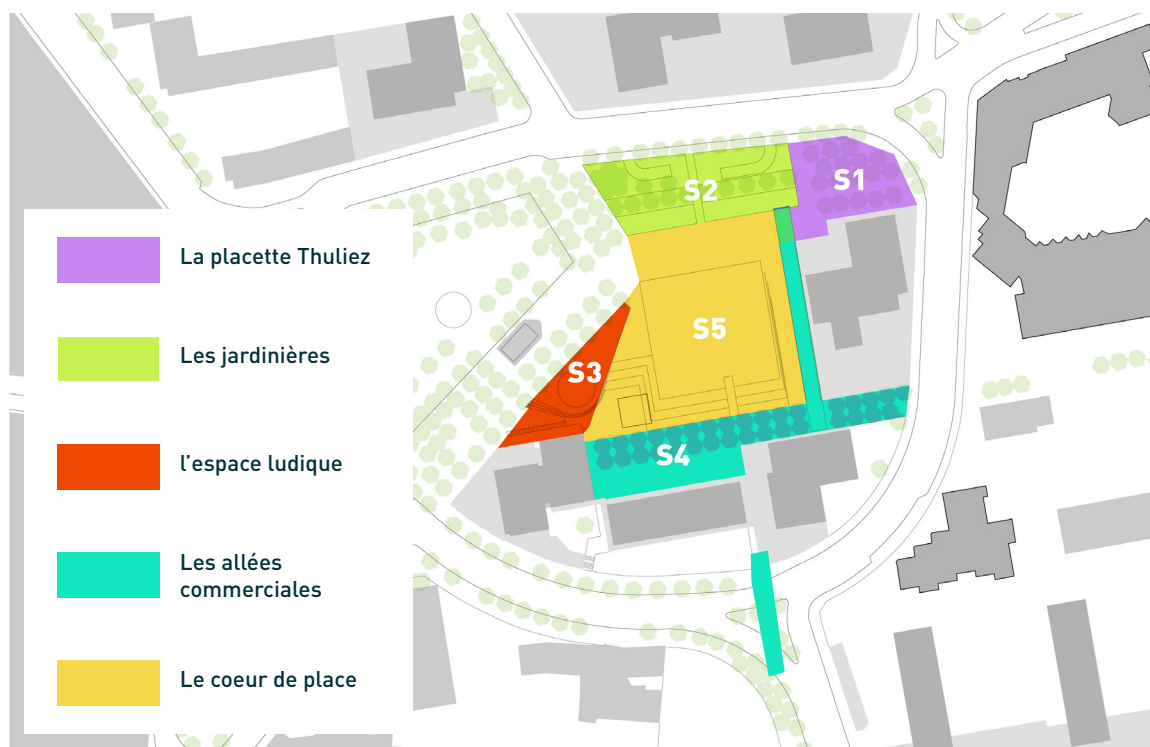 La placette Thuliez
Les jardinières
l'espace ludique
Les allées
commerciales
Le coeur de place
S1
S2
S5
S3
S4